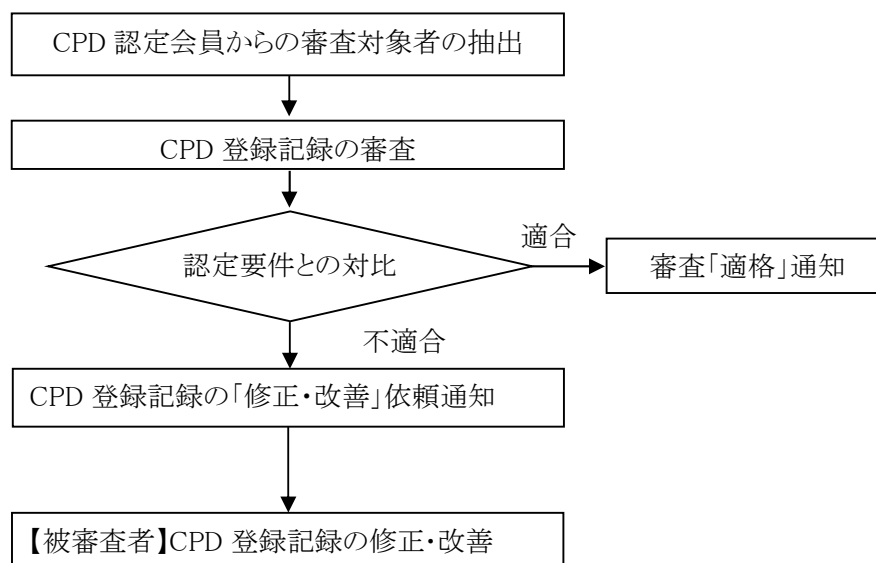 CPD 認定会員からの審査対象者の抽出
CPD 登録記録の審査
認定要件との対比
適合
審査「適格」通知
不適合
CPD 登録記録の「修正・改善」依頼通知
【被審査者】CPD 登録記録の修正・改善